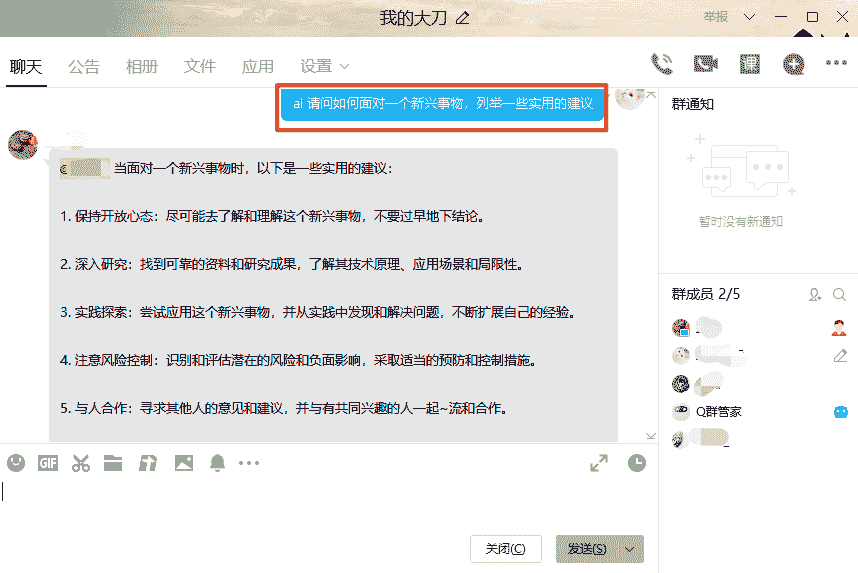 我的大刀
举报
聊天 公告 相册 文件 应用 设置
ai 请问如何面对一个新兴事物，列举一些实用的建议
群通知
@ 当面对一个新兴事物时，以下是一些实用的建议：
1. 保持开放心态：尽可能去了解和理解这个新兴事物，不要过早地下结论。
暂时没有新通知
2. 深入研究：找到可靠的资料和研究成果，了解其技术原理、应用场景和局限性。
群成员 2/5
3. 实践探索：尝试应用这个新兴事物，并从实践中发现和解决问题，不断扩展自己的经验。
4. 注意风险控制：识别和评估潜在的风险和负面影响，采取适当的预防和控制措施。
5. 与人合作：寻求其他人的意见和建议，并与有共同兴趣的人一起~流和合作。
Q群管家
GIF
关闭(C) 发送(S)